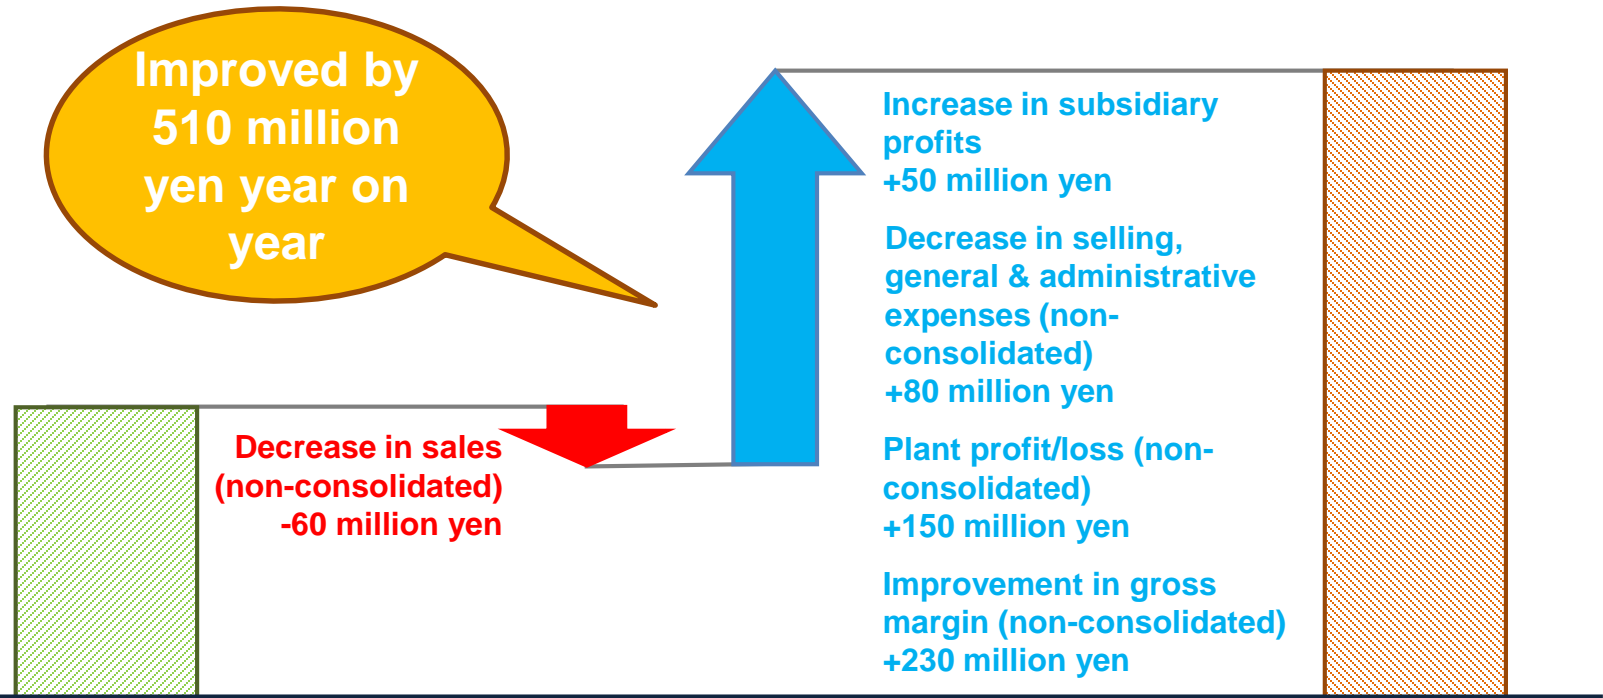 Improved by
510 million
yen year on
year
Increase in subsidiary
profits
+50 million yen
Decrease in selling,
general & administrative
expenses (non-
consolidated)
+80 million yen
Decrease in sales
(non-consolidated)
-60 million yen
Plant profit/loss (non-
consolidated)
+150 million yen
Improvement in gross
margin (non-consolidated)
+230 million yen